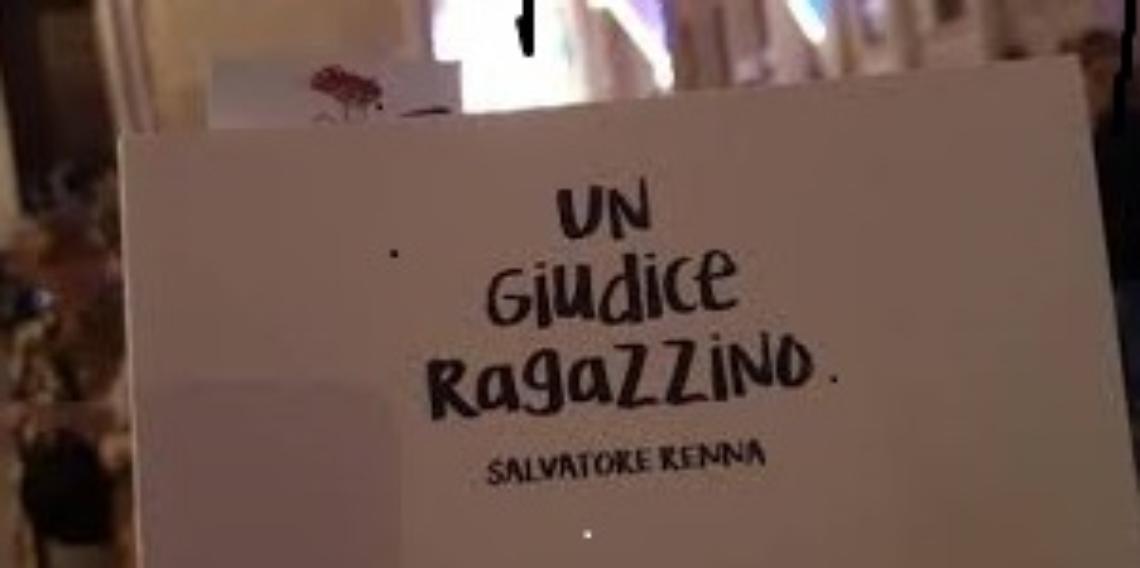 UN
Giudice
RagazziNo.
SALVATORE RENNA